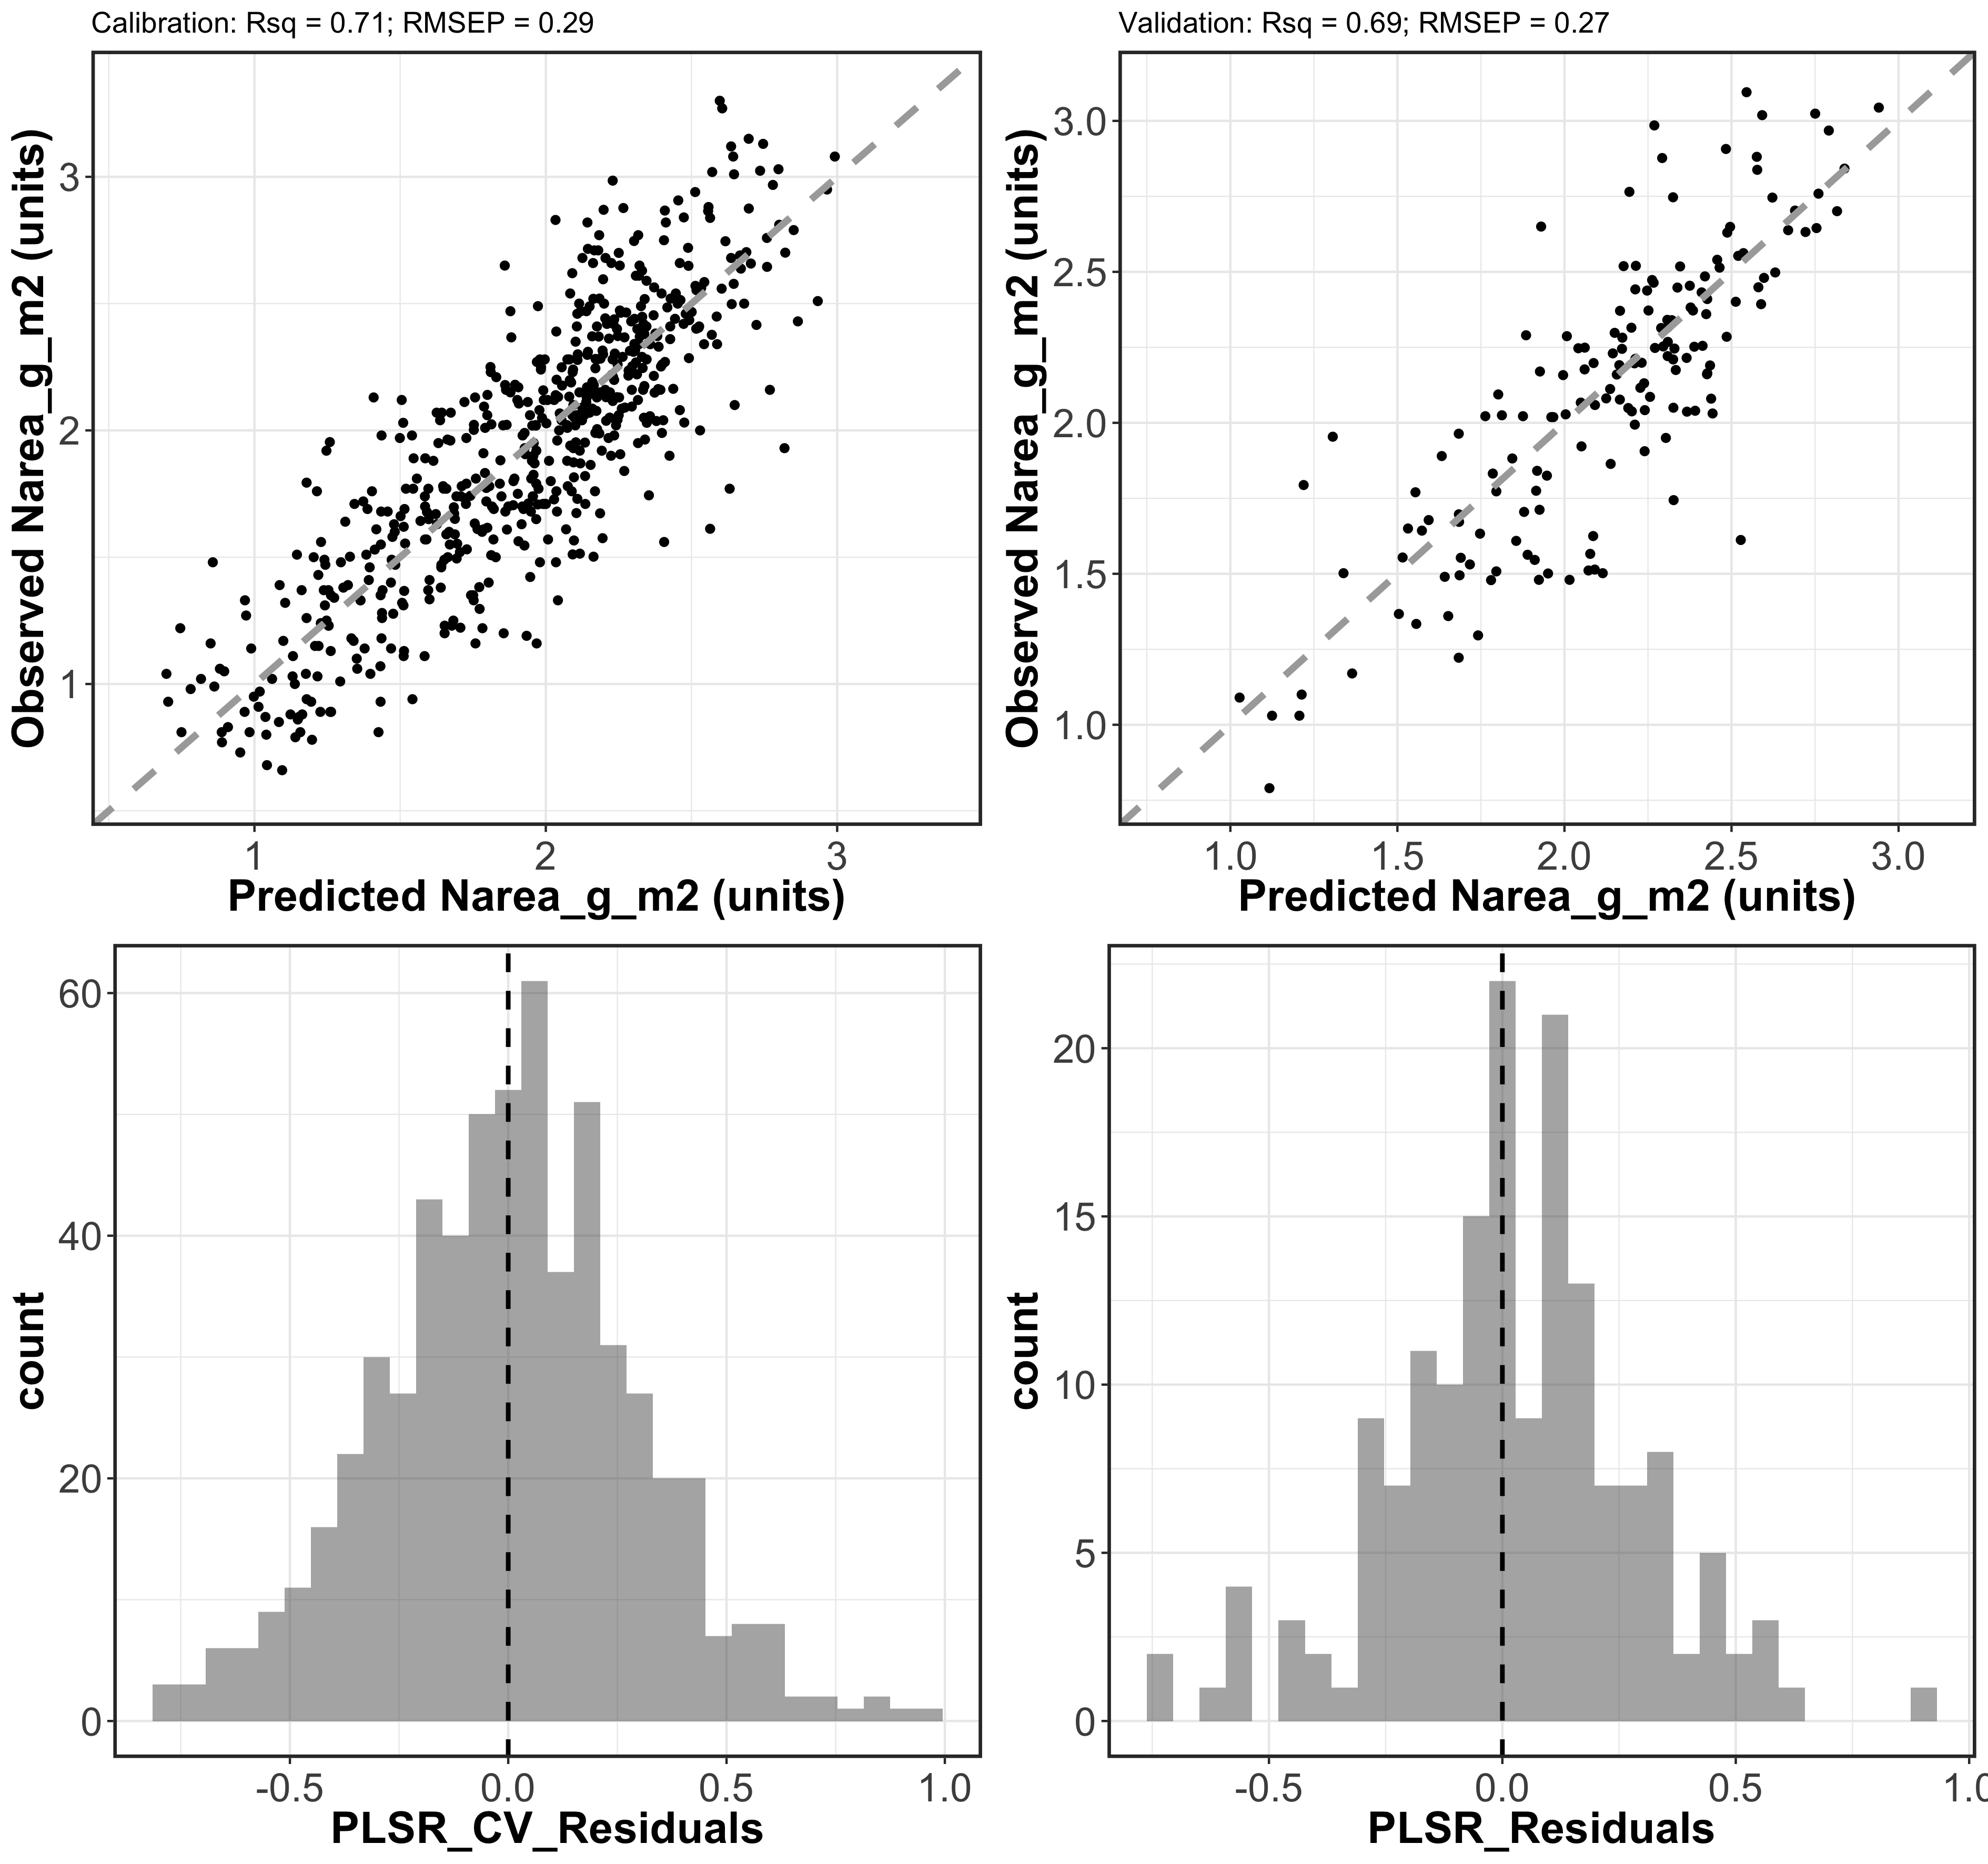 Calibration: Rsq = 0.71; RMSEP = 0.29
Observed Narea_g_m2 (units)
3
2
1
1 2 3
Predicted Narea_g_m2 (units)
Validation: Rsq = 0.69; RMSEP = 0.27
Observed Narea_g_m2 (units)
3.0
2.5
2.0
1.5
1.0
1.0 1.5 2.0 2.5 3.0
Predicted Narea_g_m2 (units)
count
60
40
20
0
-0.5 0.0 0.5 1.0
PLSR_CV_Residuals
count
20
15
10
5
0
-0.5 0.0 0.5 1.0
PLSR_Residuals